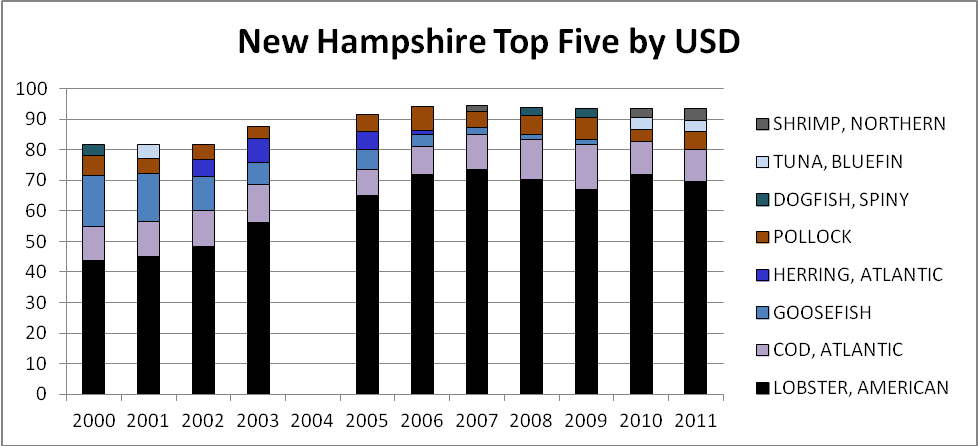 New Hampshire Top Five by USD
100
90
80
70
60
50
40
30
20
10
0
2000 2001 2002 2003 2004 2005 2006 2007 2008 2009 2010 2011
SHRIMP, NORTHERN
TUNA, BLUEFIN
DOGFISH, SPINY
POLLOCK
HERRING, ATLANTIC
GOOSEFISH
COD, ATLANTIC
LOBSTER, AMERICAN